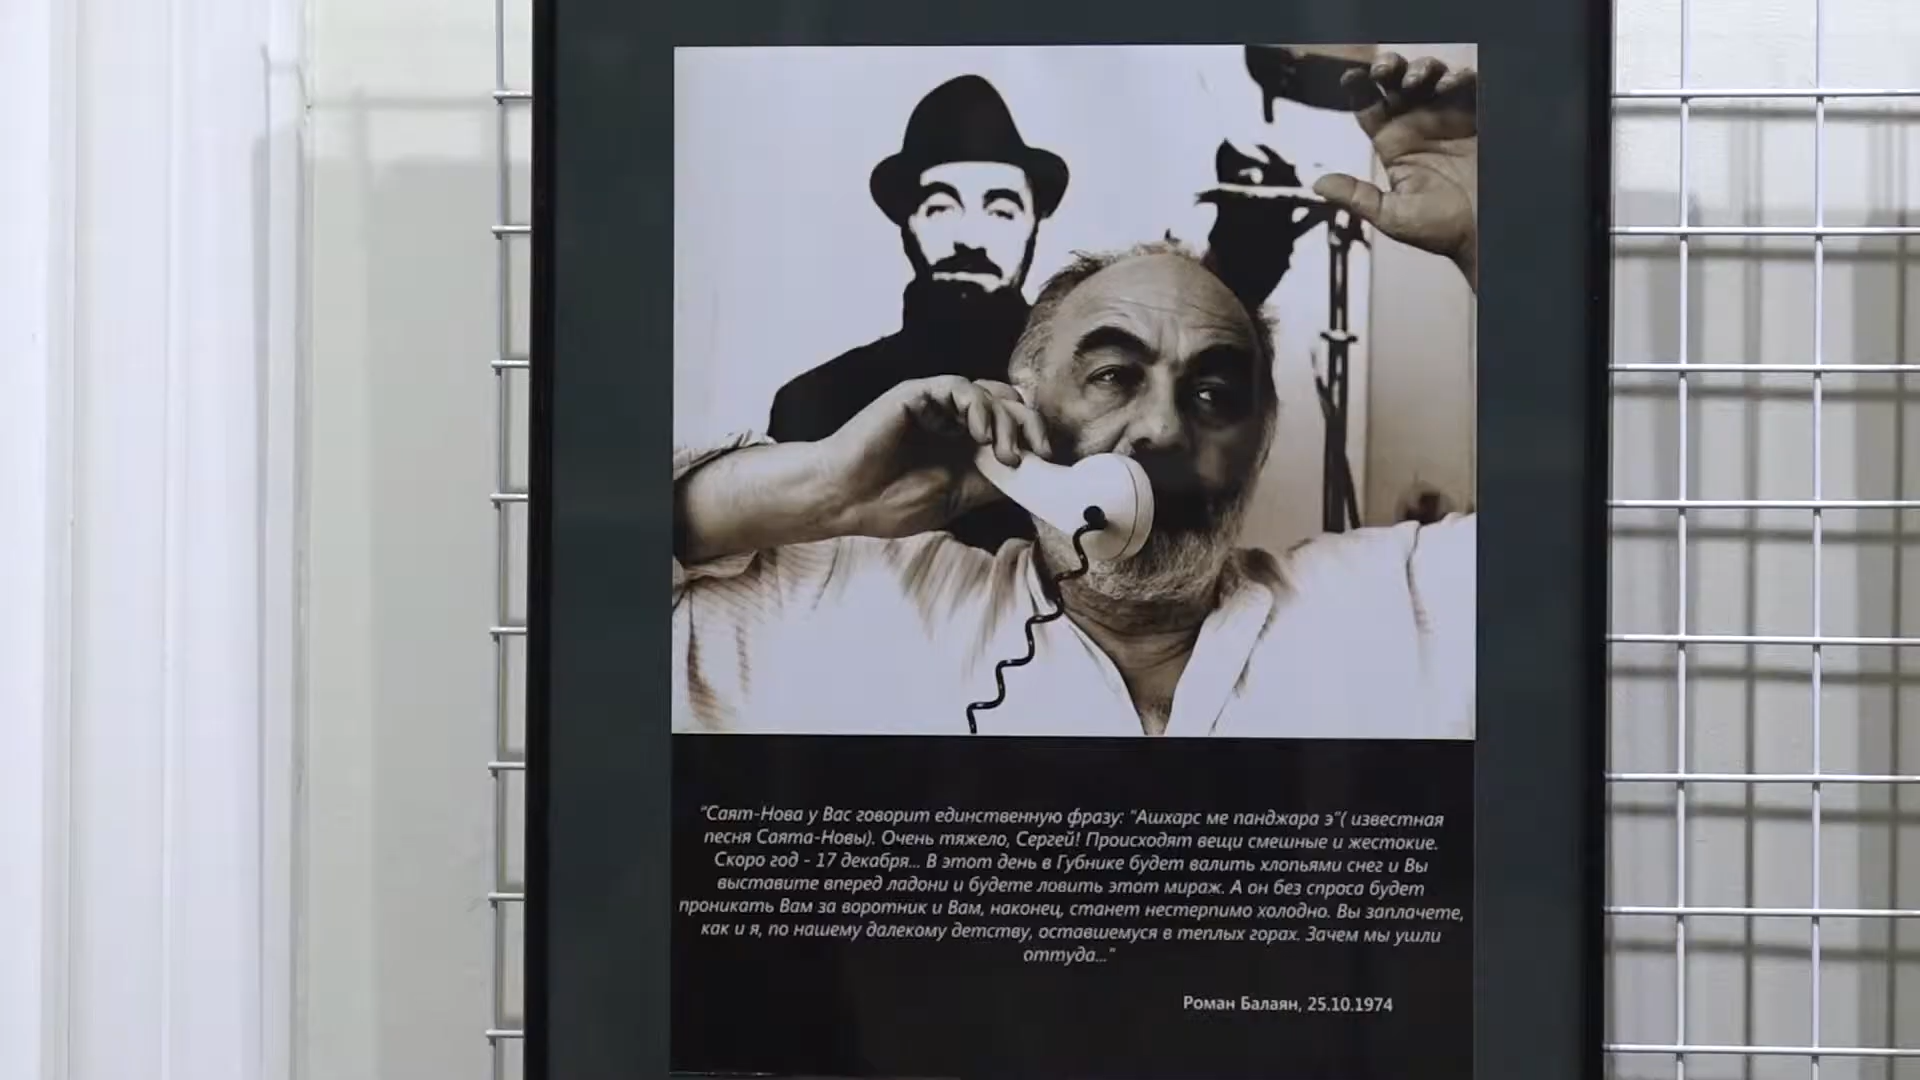 "Саят-Нова у Вас говорит единственную фразу: "Ашхарс ме панджара э"( известная
песня Саята-Новы). Очень тяжело, Сергей! Происходят вещи смешные и жестокие.
Скоро год - 17 декабря... В этот день в Губнике будет валить хлопьями снег и Вы
выставите вперед ладони и будете ловить этот мираж. А он без спроса будет
проникать Вам за воротник и Вам, наконец, станет нестерпимо холодно. Вы заплачете,
как и я, по нашему далекому детству, оставшемуся в теплых горах. Зачем мы ушли
оттуда..."
Роман Балаян, 25.10.1974